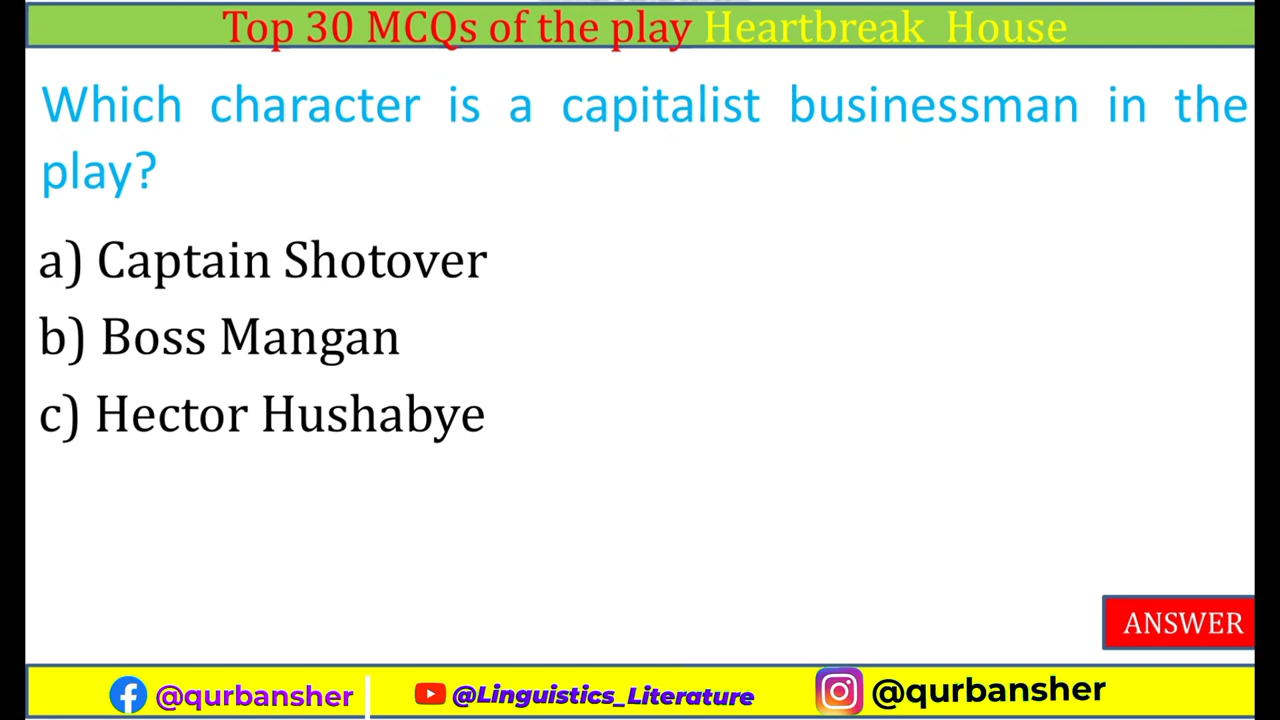 Top 30 MCQs of the play Heartbreak House
Which character is a capitalist businessman in the
play?
a) Captain Shotover
b) Boss Mangan
c) Hector Hushabye
ANSWER
@qurbansher @Linguistics_Literature @qurbansher